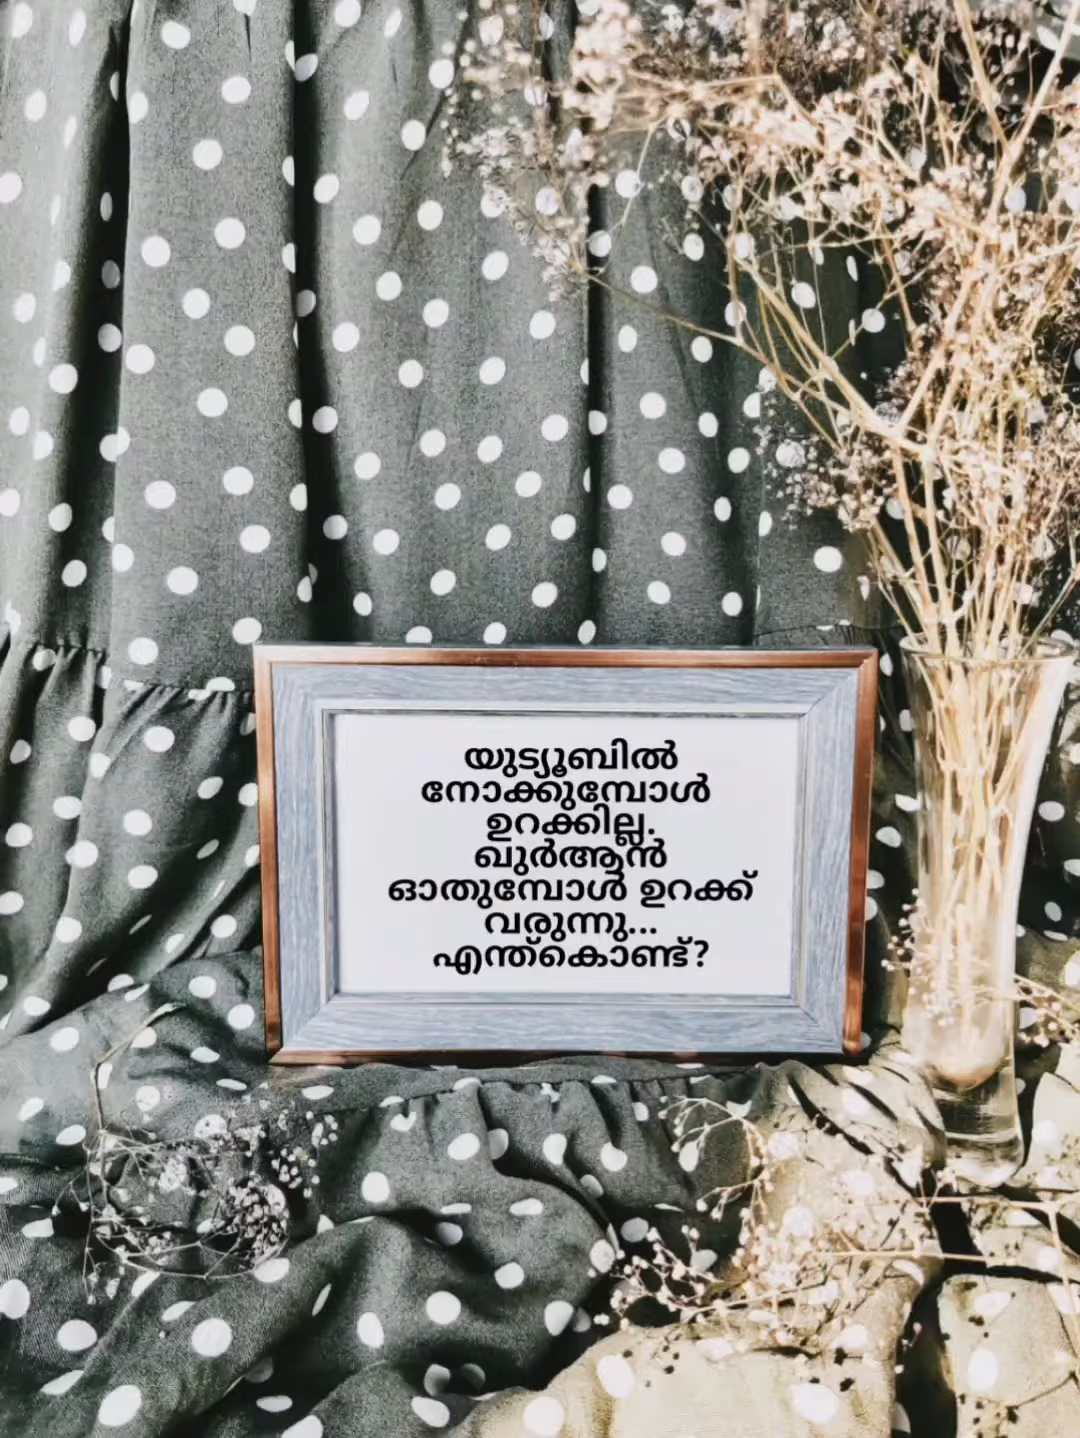 യുട്യൂബിൽ
നോക്കുമ്പോൾ
ഉറക്കില്ല.
ഖുർആൻ
ഓതുമ്പോൾ ഉറക്ക്
വരുന്നു...
എന്ത്കൊണ്ട്?